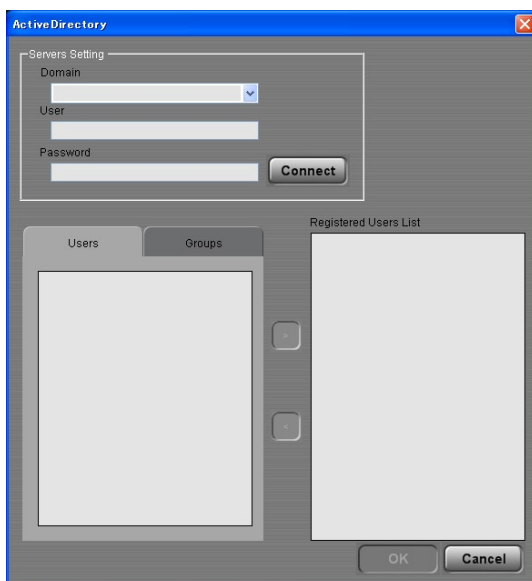 ActiveDirectory
Servers Setting
Domain
User
Password
Connect
Users
Groups
Registered Users List
>
<
OK
Cancel